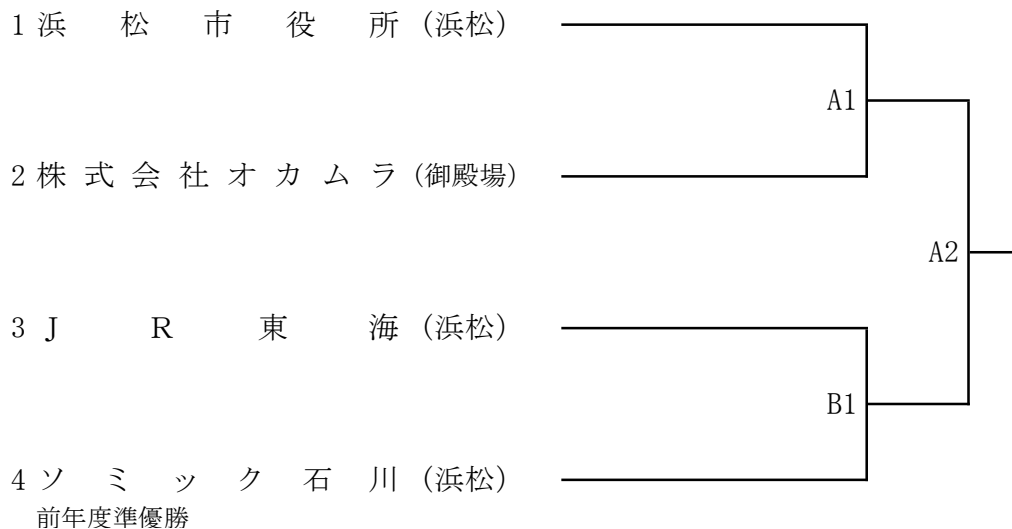 1 浜松市役所 (浜松)
A1
2 株式会社オカムラ (御殿場)
A2
3 JR東海 (浜松)
B1
4 ソミック石川 (浜松)
前年度準優勝